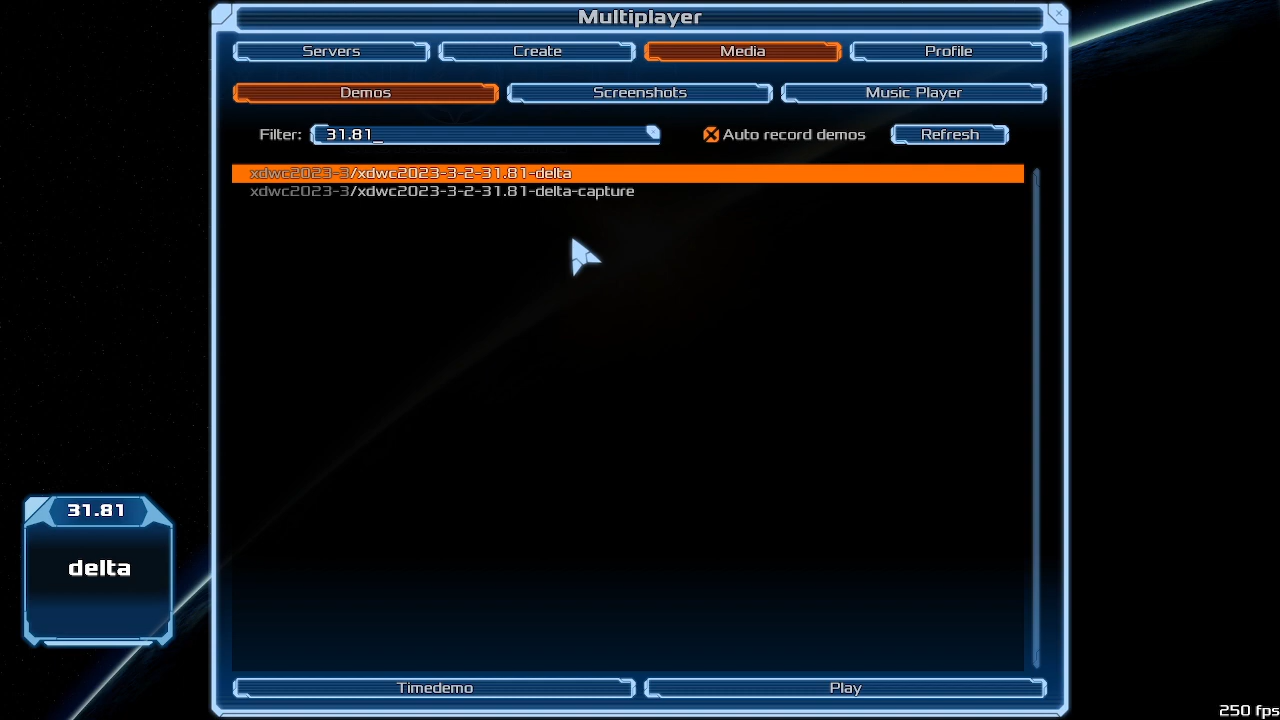 Multiplayer
Servers Create Media Profile
Demos Screenshots Music Player
Filter: 31.81_ Auto record demos Refresh
xdwc2023-3/xdwc2023-3-2-31.81-delta
xdwc2023-3/xdwc2023-3-2-31.81-delta-capture
31.81
delta
Timedemo Play
250 fps